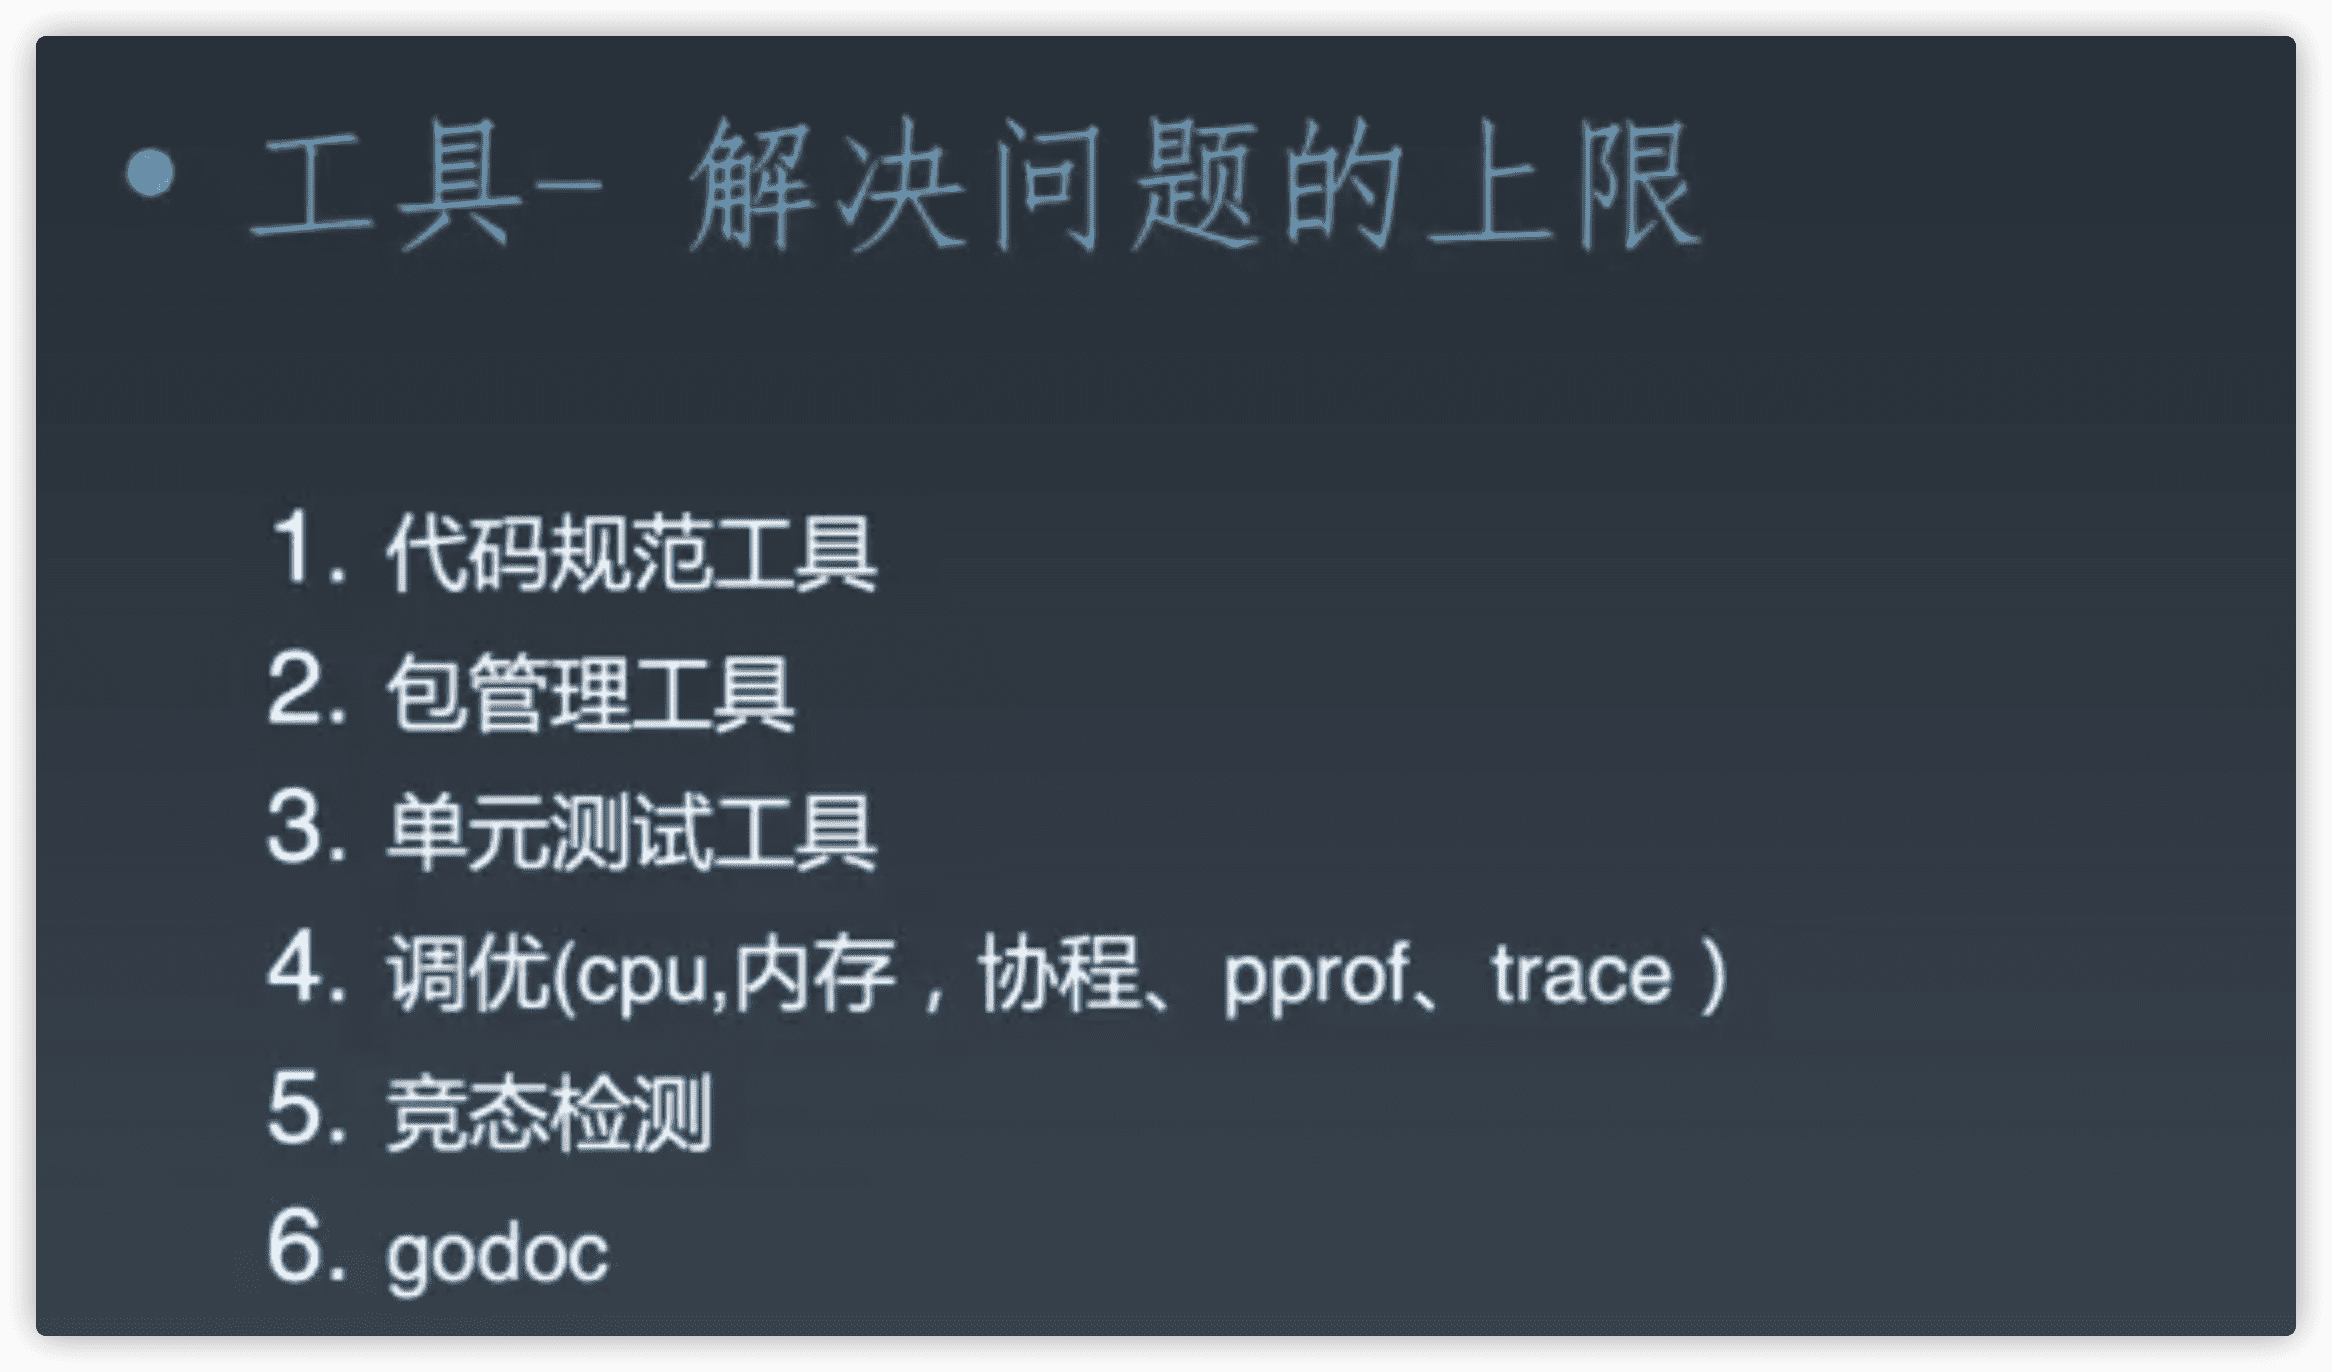 • 工具- 解决问题的上限
1. 代码规范工具
2. 包管理工具
3. 单元测试工具
4. 调优(cpu,内存，协程、pprof、trace )
5. 竞态检测
6. godoc